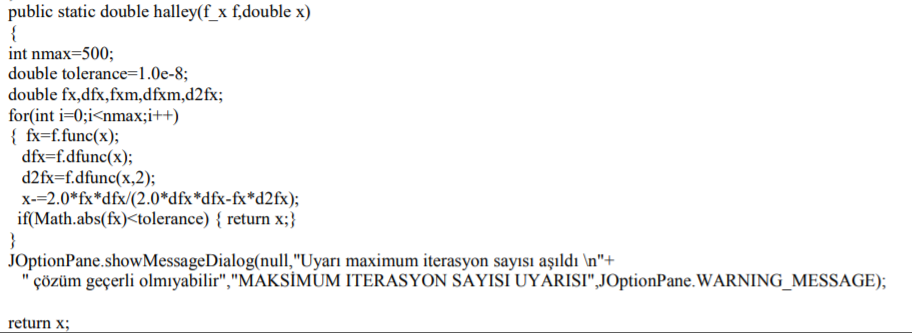 public static double halley(f_x f,double x)
{
int nmax=500;
double tolerance=1.0e-8;
double fx,dfx,fxm,dfxm,d2fx;
for(int i=0;i<nmax;i++)
{ fx=f.func(x);
dfx=f.dfunc(x);
d2fx=f.dfunc(x,2);
x-=2.0*fx*dfx/(2.0*dfx*dfx-fx*d2fx);
if(Math.abs(fx)<tolerance) { return x;}
}
JOptionPane.showMessageDialog(null,"Uyarı maximum iterasyon sayısı aşıldı \n"+
" çözüm geçerli olmıyabilir","MAKSİMUM ITERASYON SAYISI UYARISI",JOptionPane.WARNING_MESSAGE);
return x;